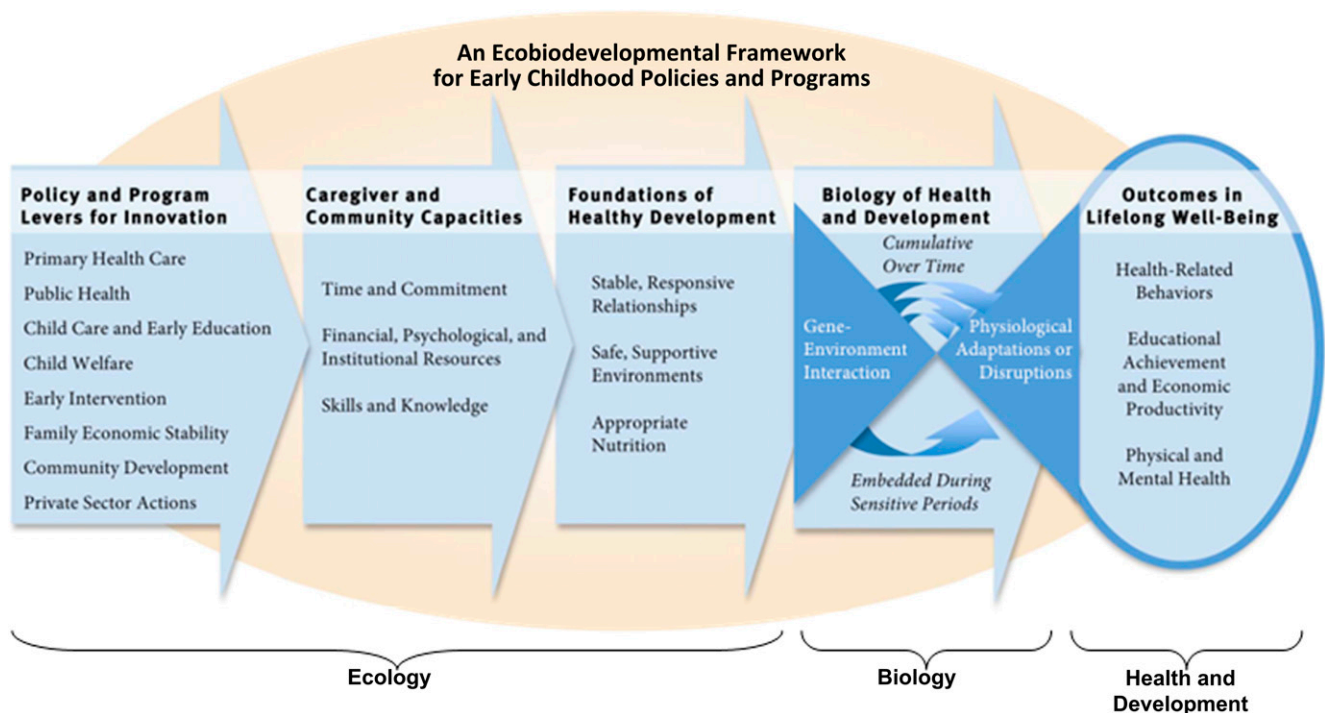 An Ecobiodevelopmental Framework
for Early Childhood Policies and Programs
Policy and Program
Levers for Innovation
Primary Health Care
Public Health
Child Care and Early Education
Child Welfare
Early Intervention
Family Economic Stability
Community Development
Private Sector Actions
Caregiver and
Community Capacities
Time and Commitment
Financial, Psychological, and
Institutional Resources
Skills and Knowledge
Foundations of
Healthy Development
Stable, Responsive
Relationships
Safe, Supportive
Environments
Appropriate
Nutrition
Biology of Health
and Development
Cumulative
Over Time
Gene-
Environment
Interaction
Physiological
Adaptations or
Disruptions
Embedded During
Sensitive Periods
Outcomes in
Lifelong Well-Being
Health-Related
Behaviors
Educational
Achievement
and Economic
Productivity
Physical and
Mental Health
Ecology
Biology
Health and
Development